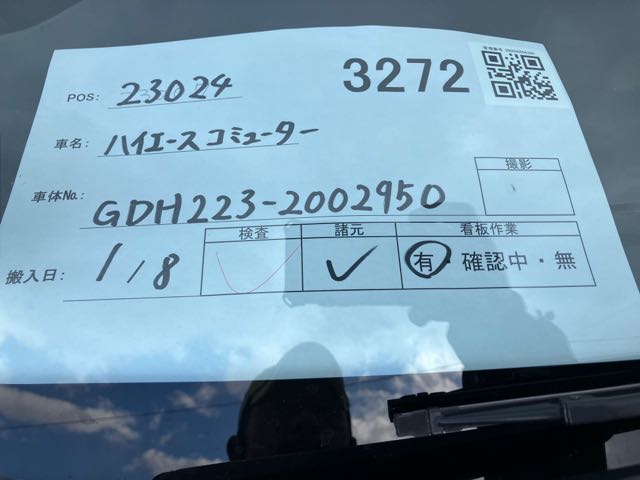 3272
POS: 23024
車名: ハイエースコミューター
車体No.: GDH223-2002950
撮影
搬入日: 1/8
検査 諸元 看板作業
✓ ✓ 有・確認中・無